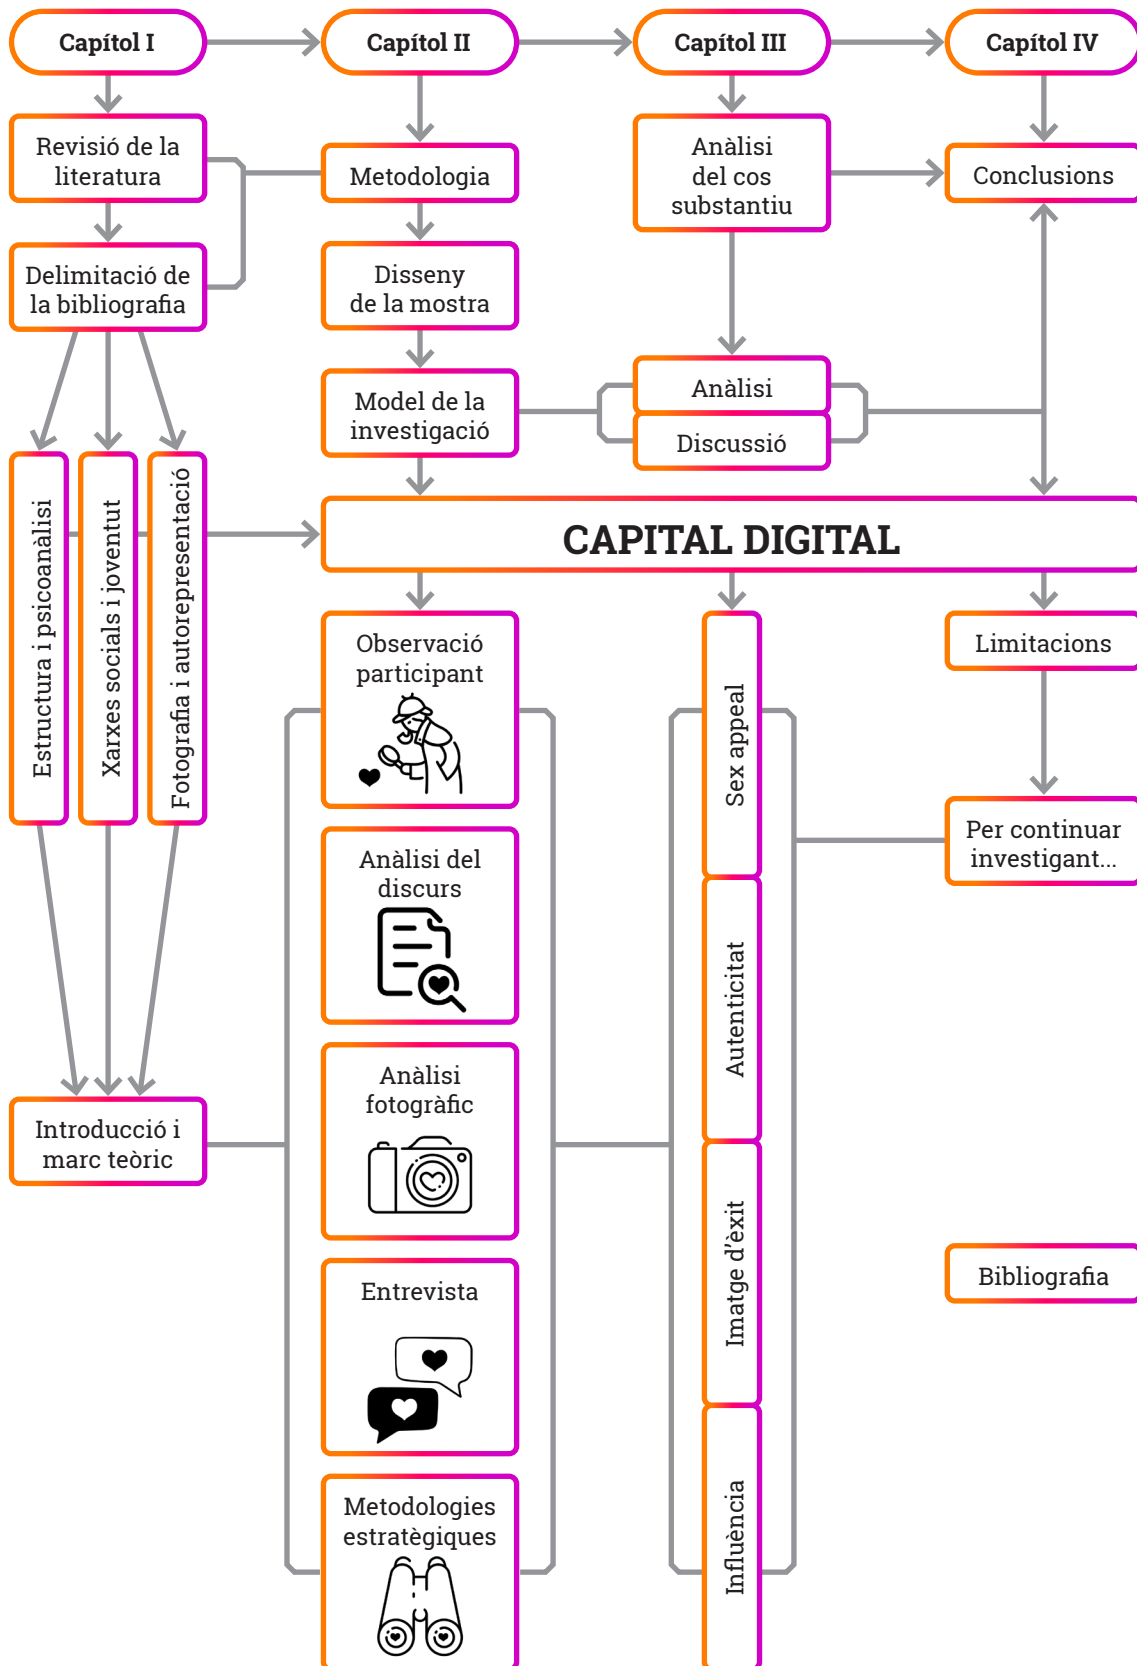 Capítol I
Capítol II
Capítol III
Capítol IV
Revisió de la
literatura
Delimitació de
la bibliografia
Estructura i psicoanàlisi
Xarxes socials i joventut
Fotografia i autorepresentació
Introducció i
marc teòric
Metodologia
Disseny
de la mostra
Model de la
investigació
Anàlisi
del cos
substantiu
Anàlisi
Discussió
Conclusions
CAPITAL DIGITAL
Observació
participant
Anàlisi del
discurs
Anàlisi
fotogràfic
Entrevista
Metodologies
estratègiques
Sex appeal
Autenticitat
Imatge d'èxit
Influència
Limitacions
Per continuar
investigant...
Bibliografia